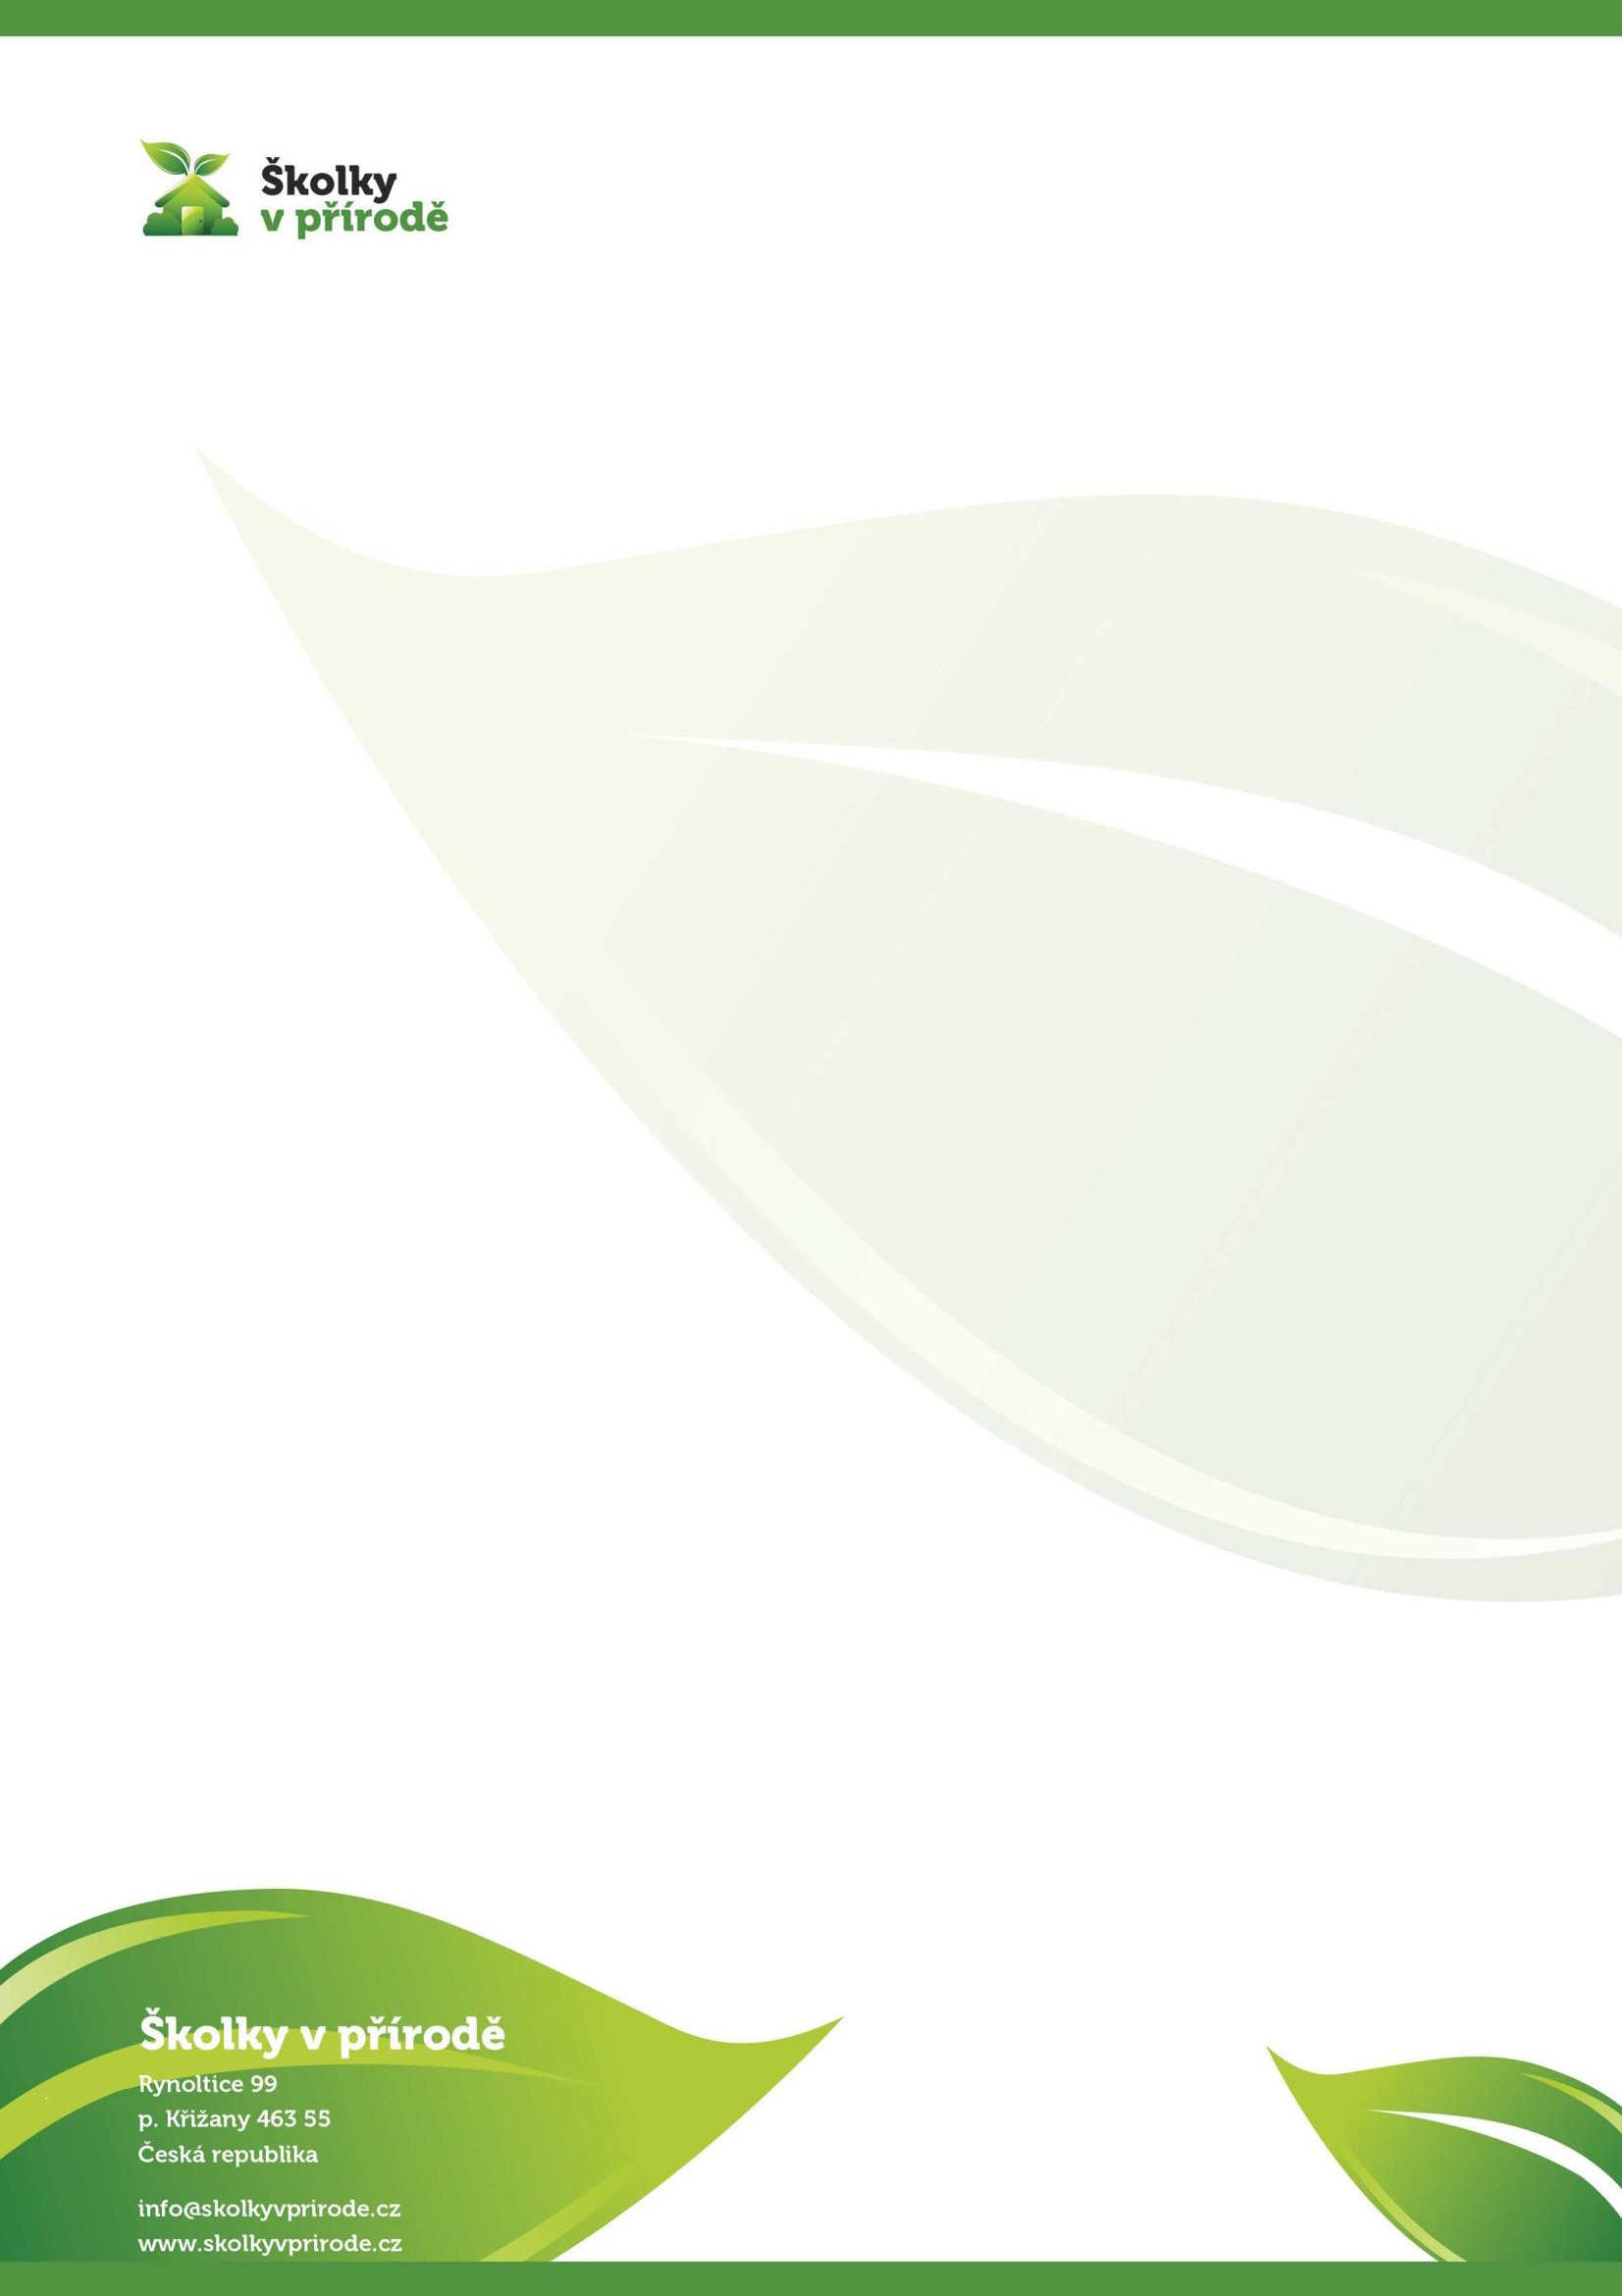 Školky
v přírodě
Školky v přírodě
Rynoltice 99
p. Křižany 463 55
Česká republika
info@skolkyvprirode.cz
www.skolkyvprirode.cz